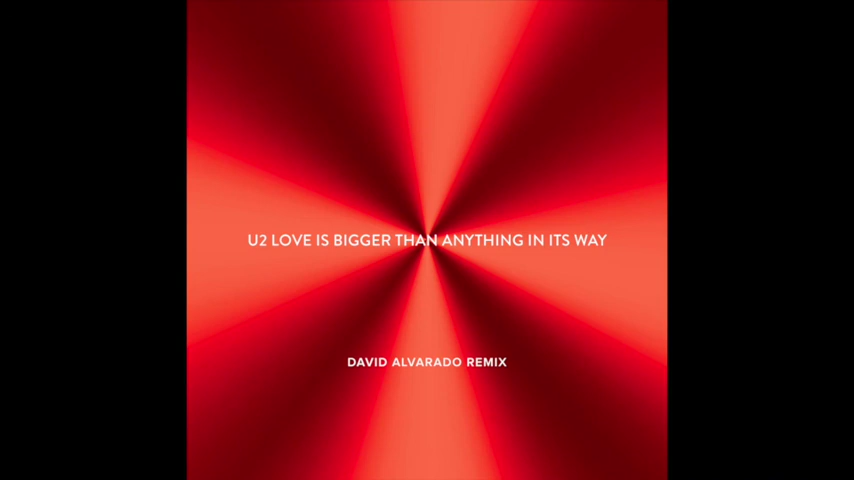 U2 LOVE IS BIGGER THAN ANYTHING IN ITS WAY
DAVID ALVARADO REMIX